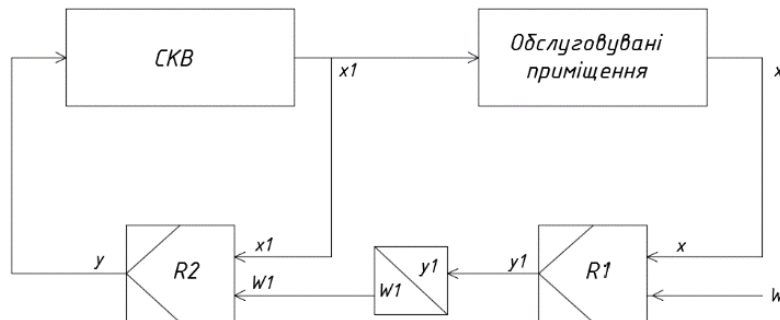 СКВ
x1
Обслуговувані
приміщення
x
y
R2
x1
W1
W1
y1
y1
R1
x
W